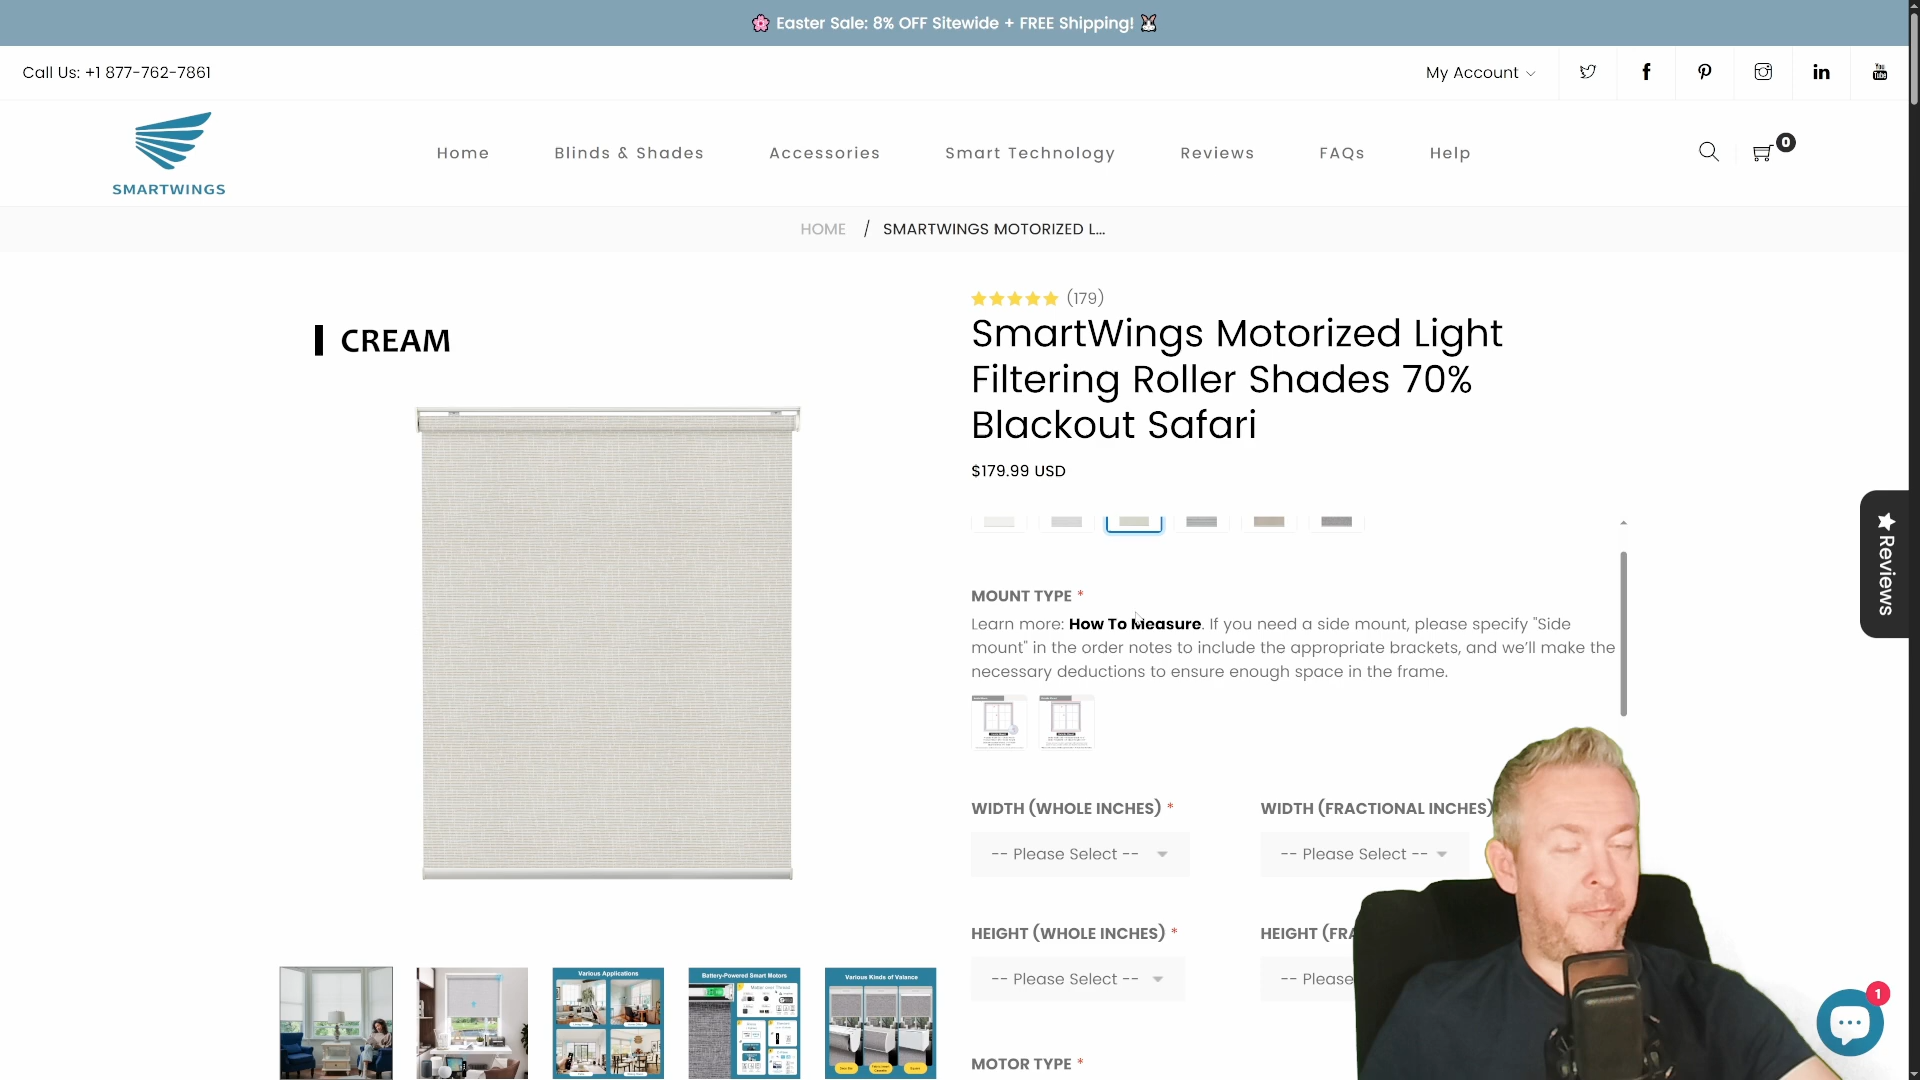 🌸 Easter Sale: 8% OFF Sitewide + FREE Shipping! 🐰
Call Us: +1 877-762-7861
My Account
You Tube
SMARTWINGS
Home
Blinds & Shades
Accessories
Smart Technology
Reviews
FAQs
Help
0
HOME / SMARTWINGS MOTORIZED L...
CREAM
(179)
SmartWings Motorized Light
Filtering Roller Shades 70%
Blackout Safari
$179.99 USD
Reviews
MOUNT TYPE *
Learn more: How To Measure. If you need a side mount, please specify "Side
mount" in the order notes to include the appropriate brackets, and we’ll make the
necessary deductions to ensure enough space in the frame.
WIDTH (WHOLE INCHES) *
WIDTH (FRACTIONAL INCHES)
-- Please Select --
-- Please Select --
HEIGHT (WHOLE INCHES) *
HEIGHT (FRA
-- Please Select --
-- Please
MOTOR TYPE *
Various Applications
Battery-Powered Smart Motors
Various Kinds of Valance
1